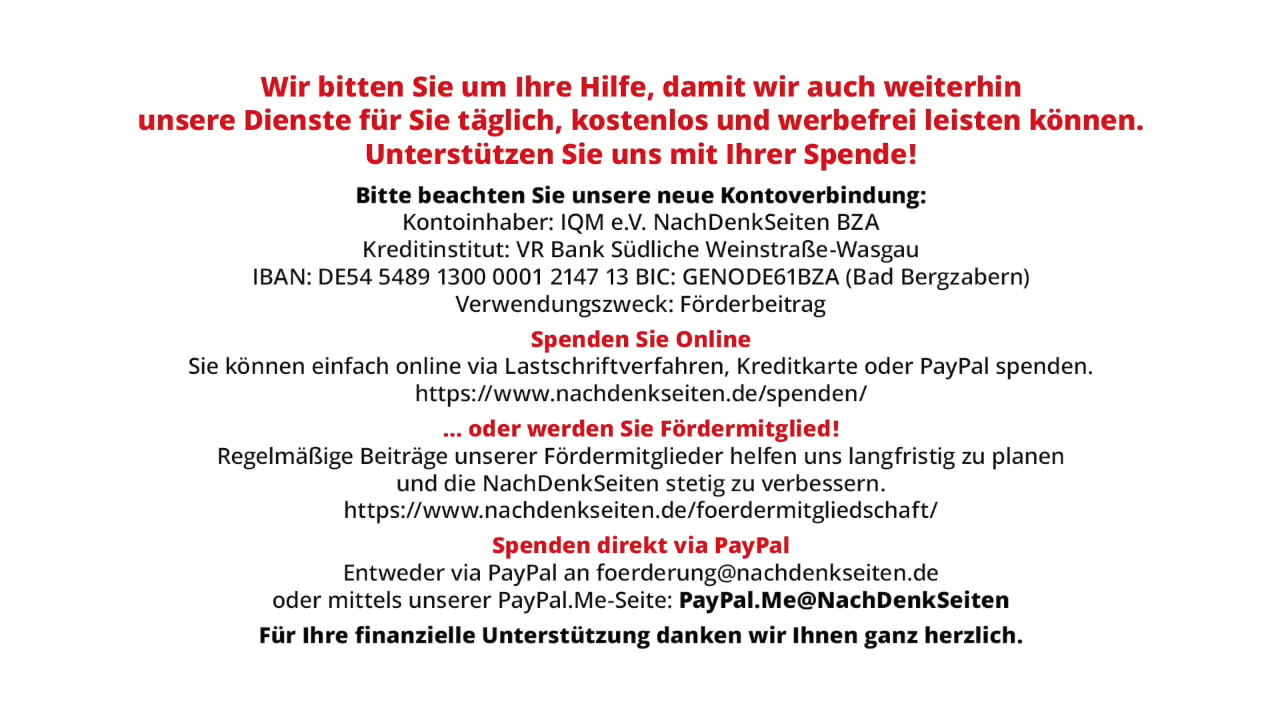 Wir bitten Sie um Ihre Hilfe, damit wir auch weiterhin
unsere Dienste für Sie täglich, kostenlos und werbefrei leisten können.
Unterstützen Sie uns mit Ihrer Spende!
Bitte beachten Sie unsere neue Kontoverbindung:
Kontoinhaber: IQM e.V. NachDenkSeiten BZA
Kreditinstitut: VR Bank Südliche Weinstraße-Wasgau
IBAN: DE54 5489 1300 0001 2147 13 BIC: GENODE61BZA (Bad Bergzabern)
Verwendungszweck: Förderbeitrag
Spenden Sie Online
Sie können einfach online via Lastschriftverfahren, Kreditkarte oder PayPal spenden.
https://www.nachdenkseiten.de/spenden/
... oder werden Sie Fördermitglied!
Regelmäßige Beiträge unserer Fördermitglieder helfen uns langfristig zu planen
und die NachDenkSeiten stetig zu verbessern.
https://www.nachdenkseiten.de/foerdermitgliedschaft/
Spenden direkt via PayPal
Entweder via PayPal an foerderung@nachdenkseiten.de
oder mittels unserer PayPal.Me-Seite: PayPal.Me@NachDenkSeiten
Für Ihre finanzielle Unterstützung danken wir Ihnen ganz herzlich.